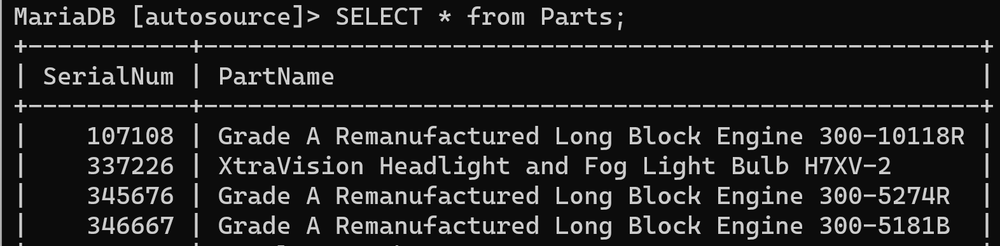 MariaDB [autosource]> SELECT * from Parts;
+-----------+-----------------------------------------------------+
| SerialNum | PartName                                            |
+-----------+-----------------------------------------------------+
|    107108 | Grade A Remanufactured Long Block Engine 300-10118R |
|    337226 | XtraVision Headlight and Fog Light Bulb H7XV-2      |
|    345676 | Grade A Remanufactured Long Block Engine 300-5274R  |
|    346667 | Grade A Remanufactured Long Block Engine 300-5181B  |